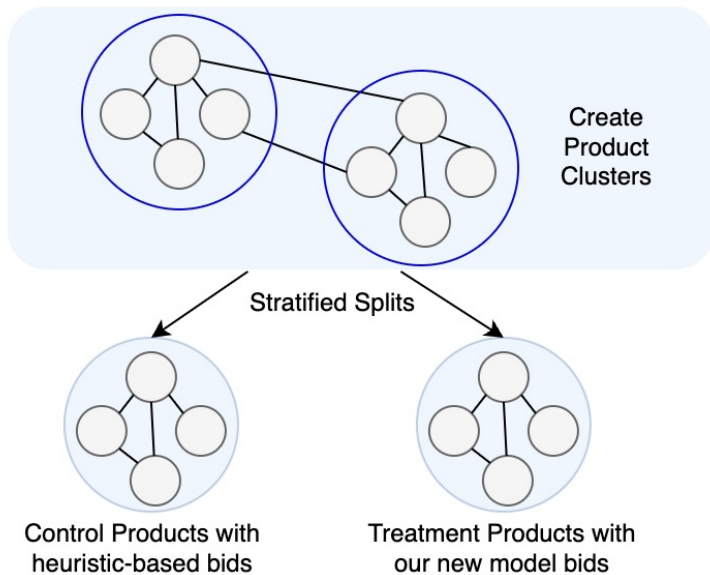 Create
Product
Clusters
Stratified Splits
Control Products with
heuristic-based bids
Treatment Products with
our new model bids